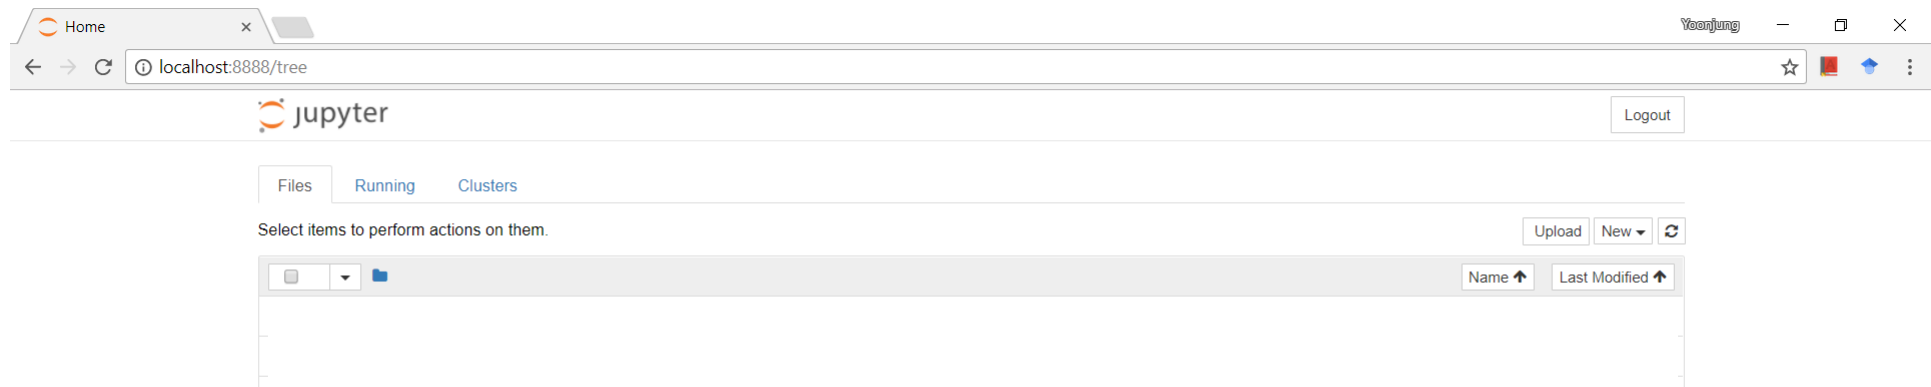 Home
Yoonjung
localhost:8888/tree
jupyter
Logout
Files Running Clusters
Select items to perform actions on them.
Upload New
Name Last Modified